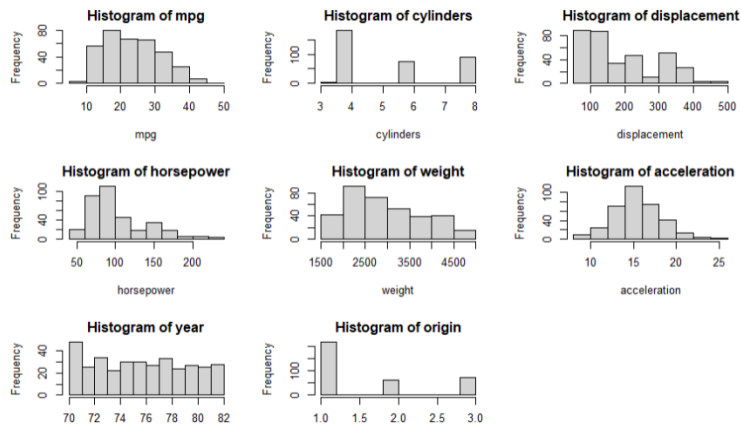 Histogram of mpg
Frequency
0 40 80
10 20 30 40 50
mpg
Histogram of cylinders
Frequency
0 100
3 4 5 6 7 8
cylinders
Histogram of displacement
Frequency
0 40 80
100 200 300 400 500
displacement
Histogram of horsepower
Frequency
0 40 100
50 100 150 200
horsepower
Histogram of weight
Frequency
0 40 80
1500 2500 3500 4500
weight
Histogram of acceleration
Frequency
0 40 100
10 15 20 25
acceleration
Histogram of year
Frequency
0 20 40
70 72 74 76 78 80 82
Histogram of origin
Frequency
0 100
1.0 1.5 2.0 2.5 3.0